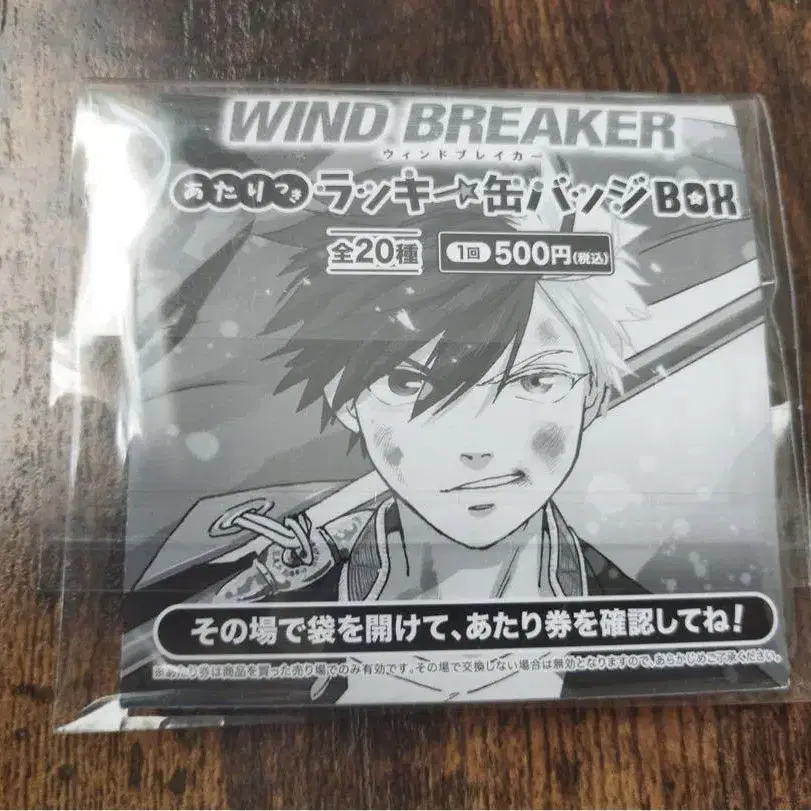 WIND BREAKER
ウィンドブレイカー
あたりつき ラッキー☆缶バッジBOX
全20種 1回 500円(税込)
その場で袋を開けて、あたり券を確認してね!
※あたり券は商品を買った売り場でのみ有効です。その場で交換しない場合は無効となりますので、あらかじめご了承ください。